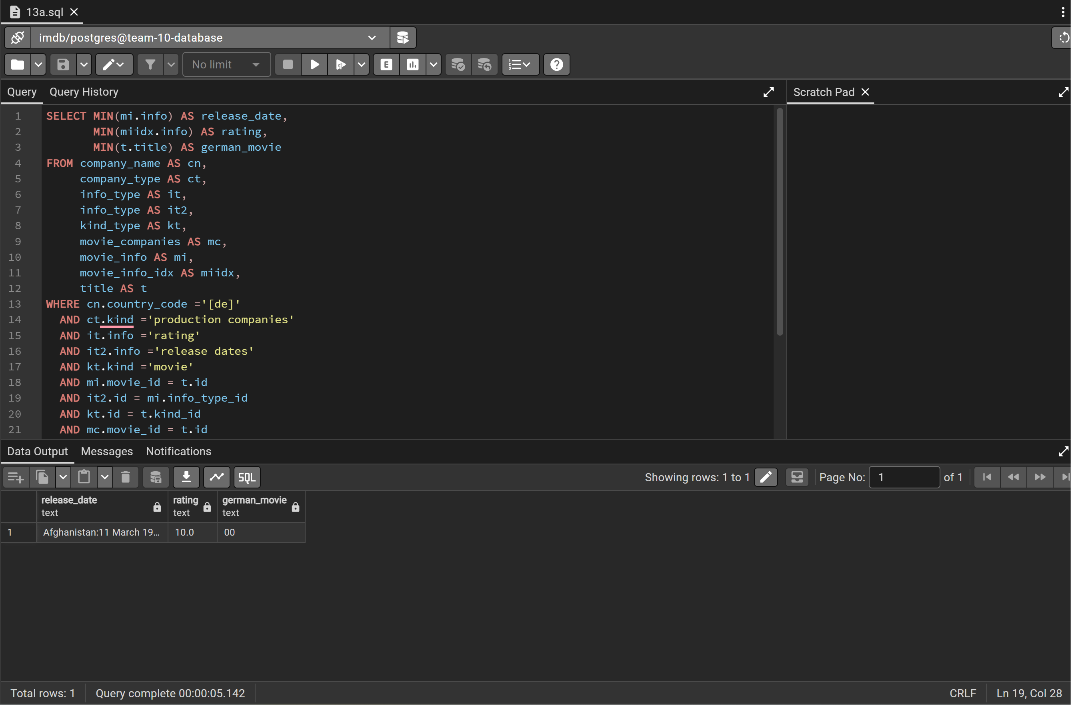 13a.sql
imdb/postgres@team-10-database
No limit
E
Query Query History
Scratch Pad
1 SELECT MIN(mi.info) AS release_date,
2 MIN(miidx.info) AS rating,
3 MIN(t.title) AS german_movie
4 FROM company_name AS cn,
5 company_type AS ct,
6 info_type AS it,
7 info_type AS it2,
8 kind_type AS kt,
9 movie_companies AS mc,
10 movie_info AS mi,
11 movie_info_idx AS miidx,
12 title AS t
13 WHERE cn.country_code ='[de]'
14 AND ct.kind ='production companies'
15 AND it.info ='rating'
16 AND it2.info ='release dates'
17 AND kt.kind ='movie'
18 AND mi.movie_id = t.id
19 AND it2.id = mi.info_type_id
20 AND kt.id = t.kind_id
21 AND mc.movie_id = t.id
Data Output Messages Notifications
SQL Showing rows: 1 to 1 Page No: 1 of 1
release_date rating german_movie
text text text
1 Afghanistan:11 March 19... 10.0 00
Total rows: 1 Query complete 00:00:05.142 CRLF Ln 19, Col 28